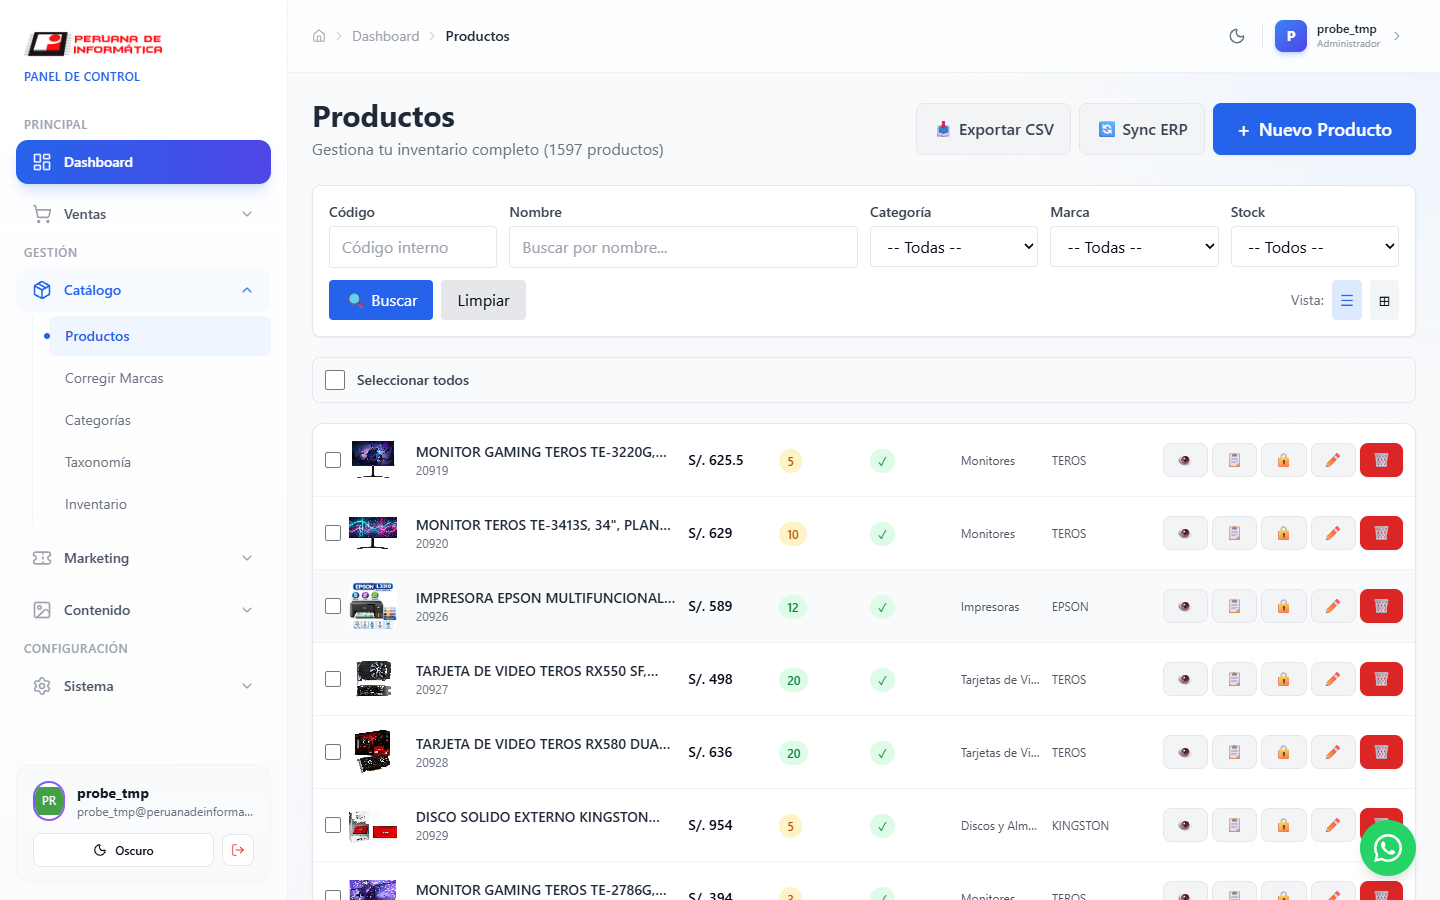 PERUANA DE
INFORMÁTICA
PANEL DE CONTROL
PRINCIPAL
Dashboard
Ventas
GESTIÓN
Catálogo
Productos
Corregir Marcas
Categorías
Taxonomía
Inventario
Marketing
Contenido
CONFIGURACIÓN
Sistema
PR
probe_tmp
probe_tmp@peruanadeinforma...
Oscuro
Dashboard
Productos
P
probe_tmp
Administrador
Productos
Gestiona tu inventario completo (1597 productos)
Exportar CSV
Sync ERP
+ Nuevo Producto
Código
Nombre
Categoría
Marca
Stock
Código interno
Buscar por nombre...
-- Todas --
-- Todas --
-- Todos --
Buscar
Limpiar
Vista:
Seleccionar todos
MONITOR GAMING TEROS TE-3220G,...
20919
S/. 625.5
5
✓
Monitores
TEROS
MONITOR TEROS TE-3413S, 34", PLAN...
20920
S/. 629
10
✓
Monitores
TEROS
EPSON L3210
IMPRESORA EPSON MULTIFUNCIONAL...
20926
S/. 589
12
✓
Impresoras
EPSON
TARJETA DE VIDEO TEROS RX550 SF,...
20927
S/. 498
20
✓
Tarjetas de Vi...
TEROS
TARJETA DE VIDEO TEROS RX580 DUA...
20928
S/. 636
20
✓
Tarjetas de Vi...
TEROS
DISCO SOLIDO EXTERNO KINGSTON...
20929
S/. 954
5
✓
Discos y Alm...
KINGSTON
MONITOR GAMING TEROS TE-2786G,...
S/. 394
3
✓
Monitores
TEROS